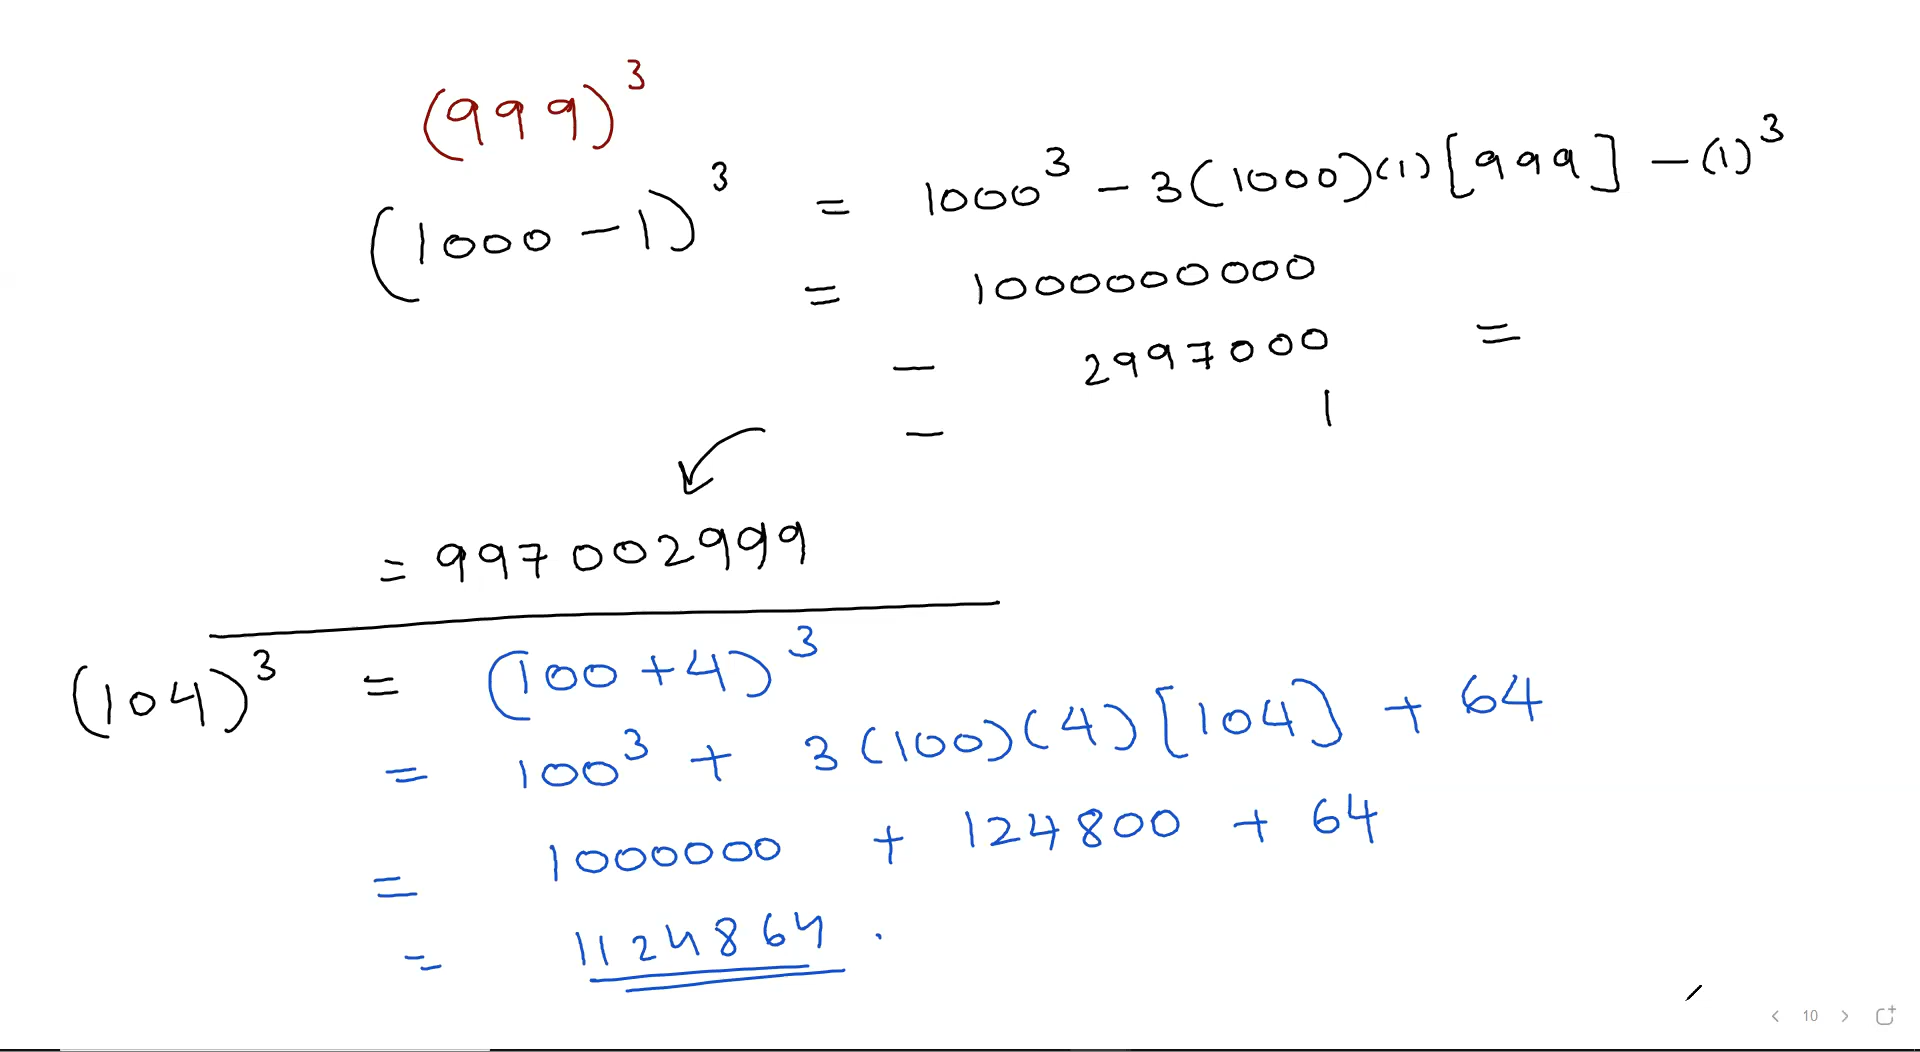 (999)³
(1000 - 1)³ = 1000³ - 3(1000)(1)[999] - (1)³
= 1000000000
- 2997000 =
- 1
= 997002999
(104)³ = (100 + 4)³
= 100³ + 3(100)(4)[104] + 64
= 1000000 + 124800 + 64
= 1124864.
10